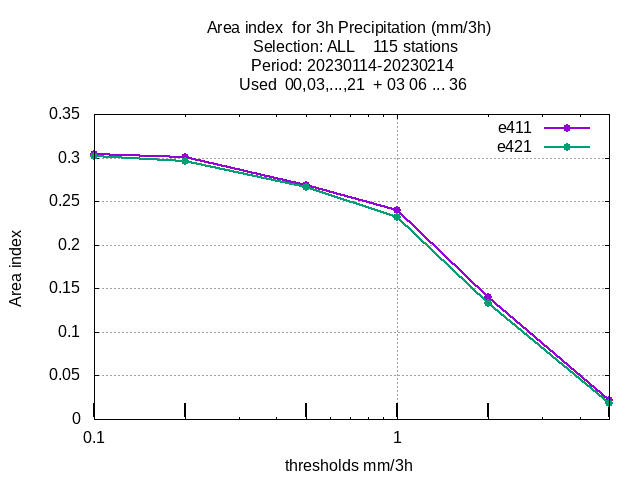 Area index  for 3h Precipitation (mm/3h)
Selection: ALL    115 stations
Period: 20230114-20230214
Used  00,03,...,21  + 03 06 ... 36
0.35
0.3
0.25
0.2
0.15
0.1
0.05
0
Area index
e411
e421
0.1
1
thresholds mm/3h